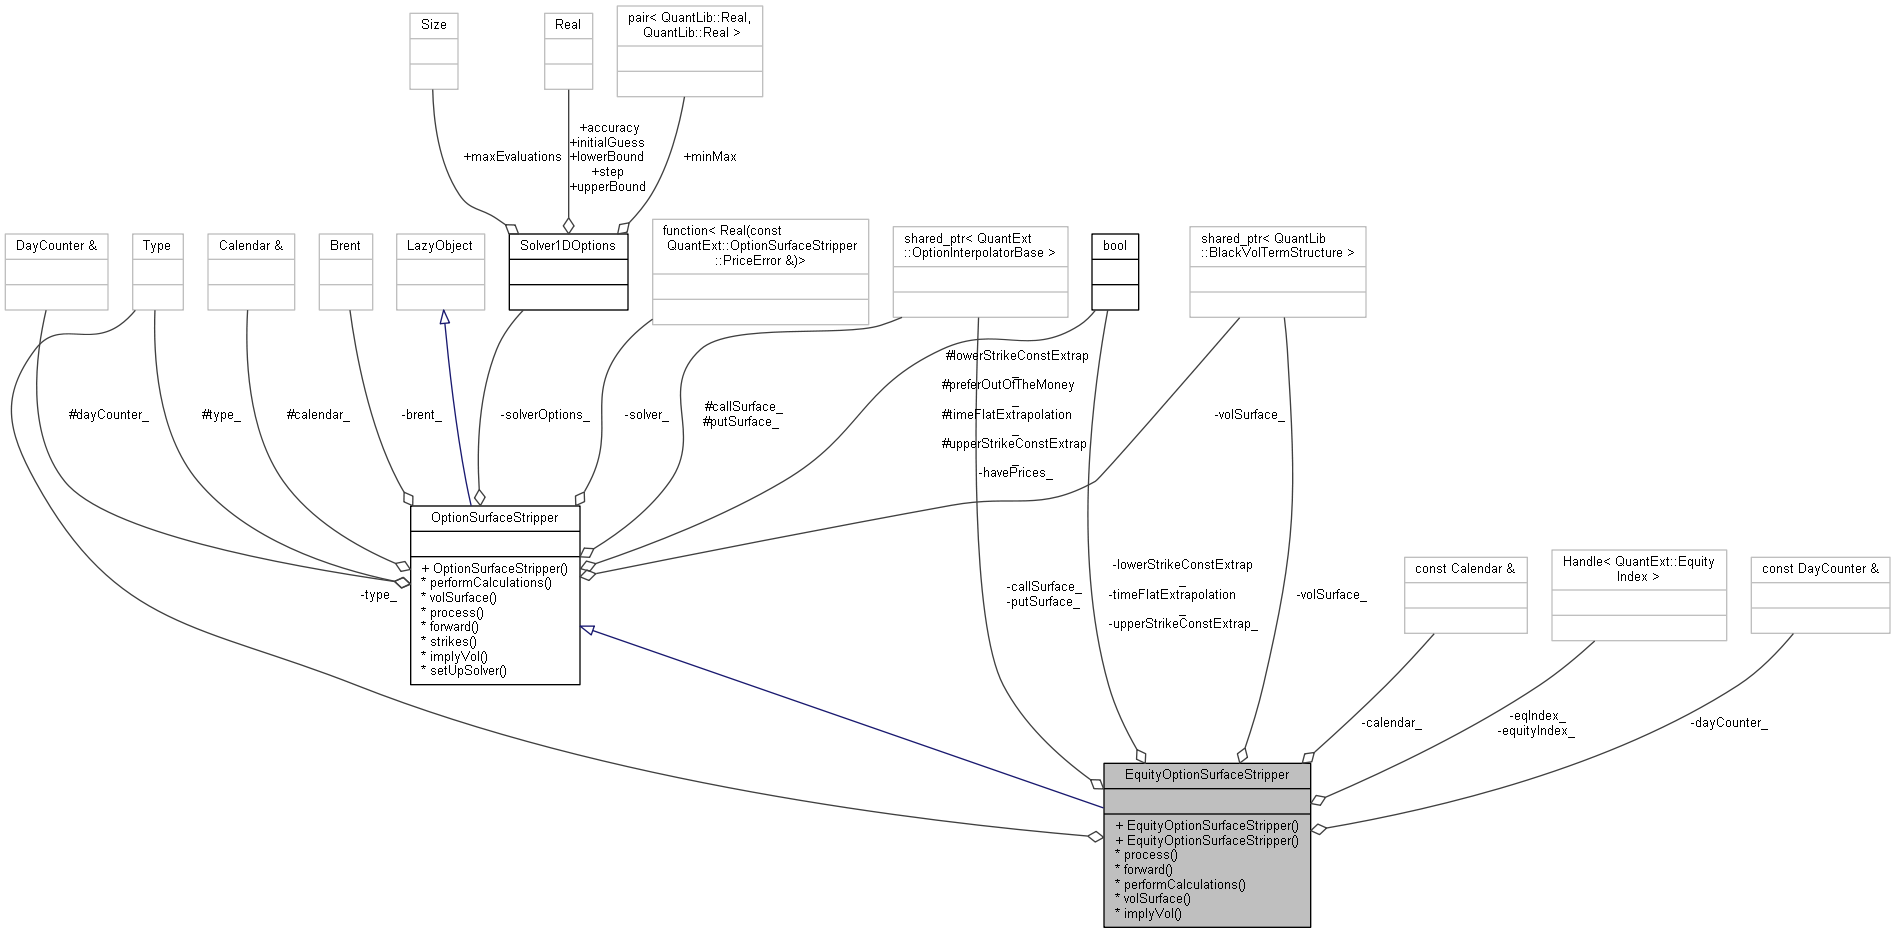 Size
Real
pair< QuantLib::Real,
QuantLib::Real >
+maxEvaluations
+accuracy
+initialGuess
+lowerBound
+step
+upperBound
+minMax
DayCounter &
Type
Calendar &
Brent
LazyObject
Solver1DOptions
function< Real(const
QuantExt::OptionSurfaceStripper
::PriceError &)>
shared_ptr< QuantExt
::OptionInterpolatorBase >
bool
shared_ptr< QuantLib
::BlackVolTermStructure >
#dayCounter_
#type_
#calendar_
-brent_
-solverOptions_
-solver_
#callSurface_
#putSurface_
#lowerStrikeConstExtrap
_
#preferOutOfTheMoney
_
#timeFlatExtrapolation
_
#upperStrikeConstExtrap
_
-havePrices_
-volSurface_
OptionSurfaceStripper
+ OptionSurfaceStripper()
* performCalculations()
* volSurface()
* process()
* forward()
* strikes()
* implyVol()
* setUpSolver()
-type_
-callSurface_
-putSurface_
-lowerStrikeConstExtrap
_
-timeFlatExtrapolation
_
-upperStrikeConstExtrap_
-volSurface_
const Calendar &
Handle< QuantExt::Equity
Index >
const DayCounter &
-calendar_
-eqIndex_
-equityIndex_
-dayCounter_
EquityOptionSurfaceStripper
+ EquityOptionSurfaceStripper()
+ EquityOptionSurfaceStripper()
* process()
* forward()
* performCalculations()
* volSurface()
* implyVol()